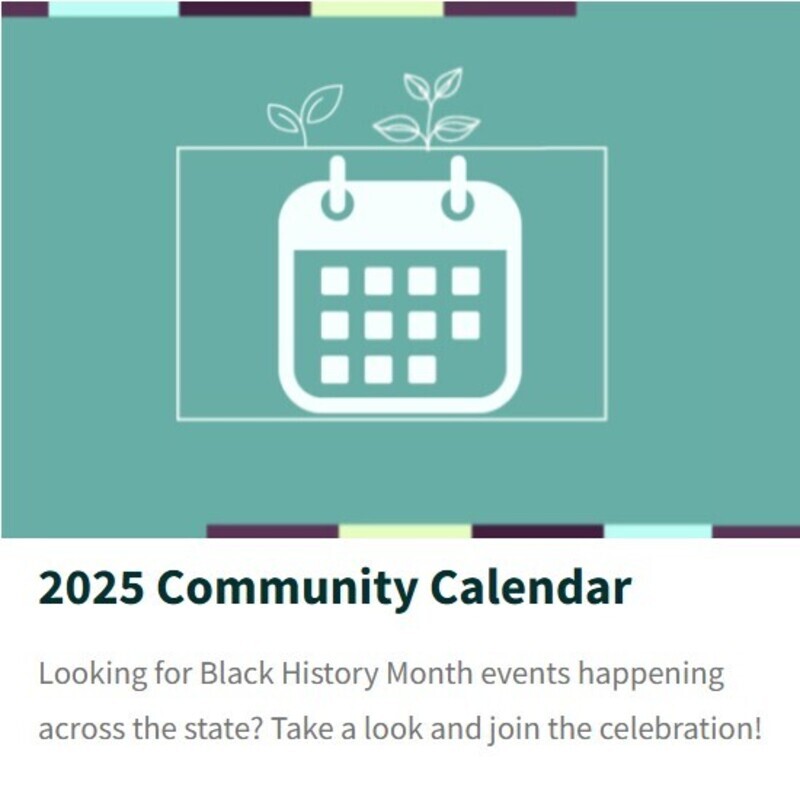 2025 Community Calendar
Looking for Black History Month events happening
across the state? Take a look and join the celebration!